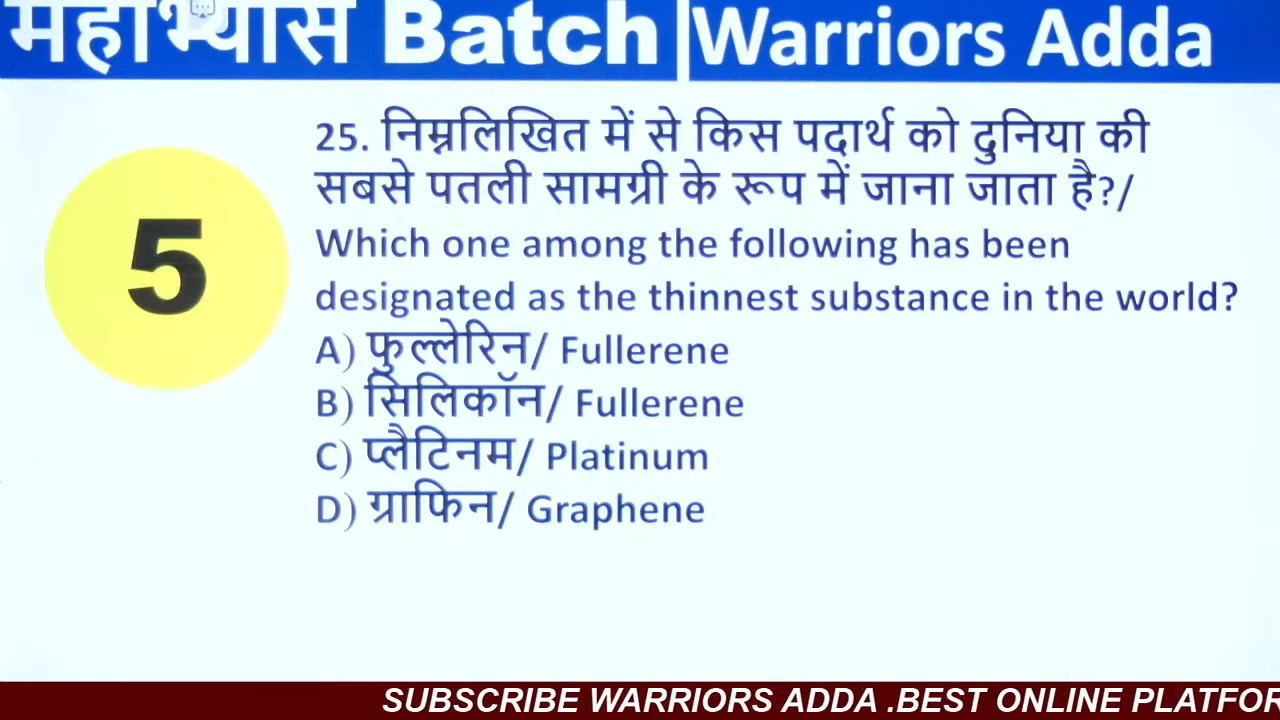 महाभ्यास Batch Warriors Adda
5
25. निम्नलिखित में से किस पदार्थ को दुनिया की
सबसे पतली सामग्री के रूप में जाना जाता है?/
Which one among the following has been
designated as the thinnest substance in the world?
A) फुल्लेरिन/ Fullerene
B) सिलिकॉन/ Fullerene
C) प्लैटिनम/ Platinum
D) ग्राफिन/ Graphene
SUBSCRIBE WARRIORS ADDA .BEST ONLINE PLATFOR